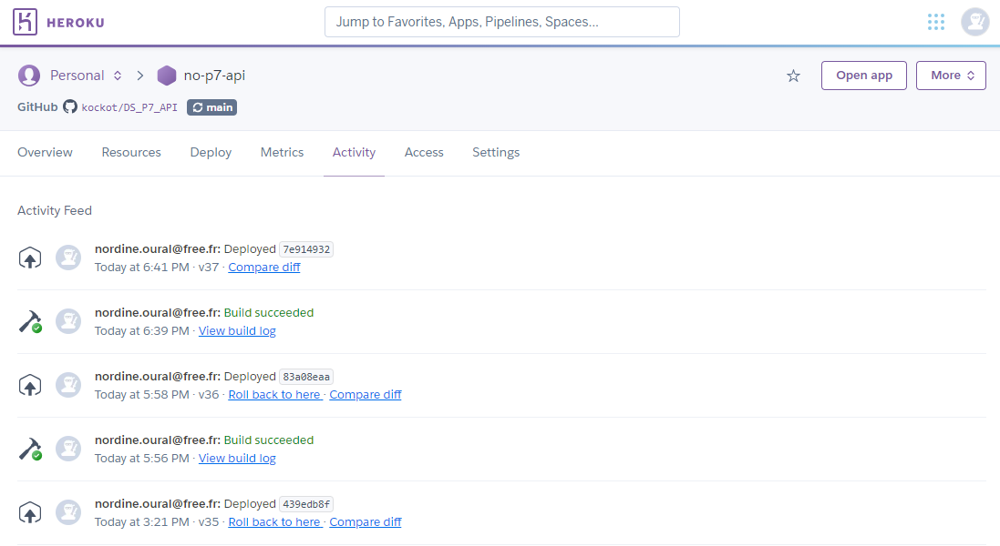 HEROKU
Jump to Favorites, Apps, Pipelines, Spaces...
Personal no-p7-api
Open app
More
GitHub kockot/DS_P7_API main
Overview Resources Deploy Metrics Activity Access Settings
Activity Feed
nordine.oural@free.fr: Deployed 7e914932
Today at 6:41 PM · v37 · Compare diff
nordine.oural@free.fr: Build succeeded
Today at 6:39 PM · View build log
nordine.oural@free.fr: Deployed 83a08eaa
Today at 5:58 PM · v36 · Roll back to here · Compare diff
nordine.oural@free.fr: Build succeeded
Today at 5:56 PM · View build log
nordine.oural@free.fr: Deployed 439edb8f
Today at 3:21 PM · v35 · Roll back to here · Compare diff